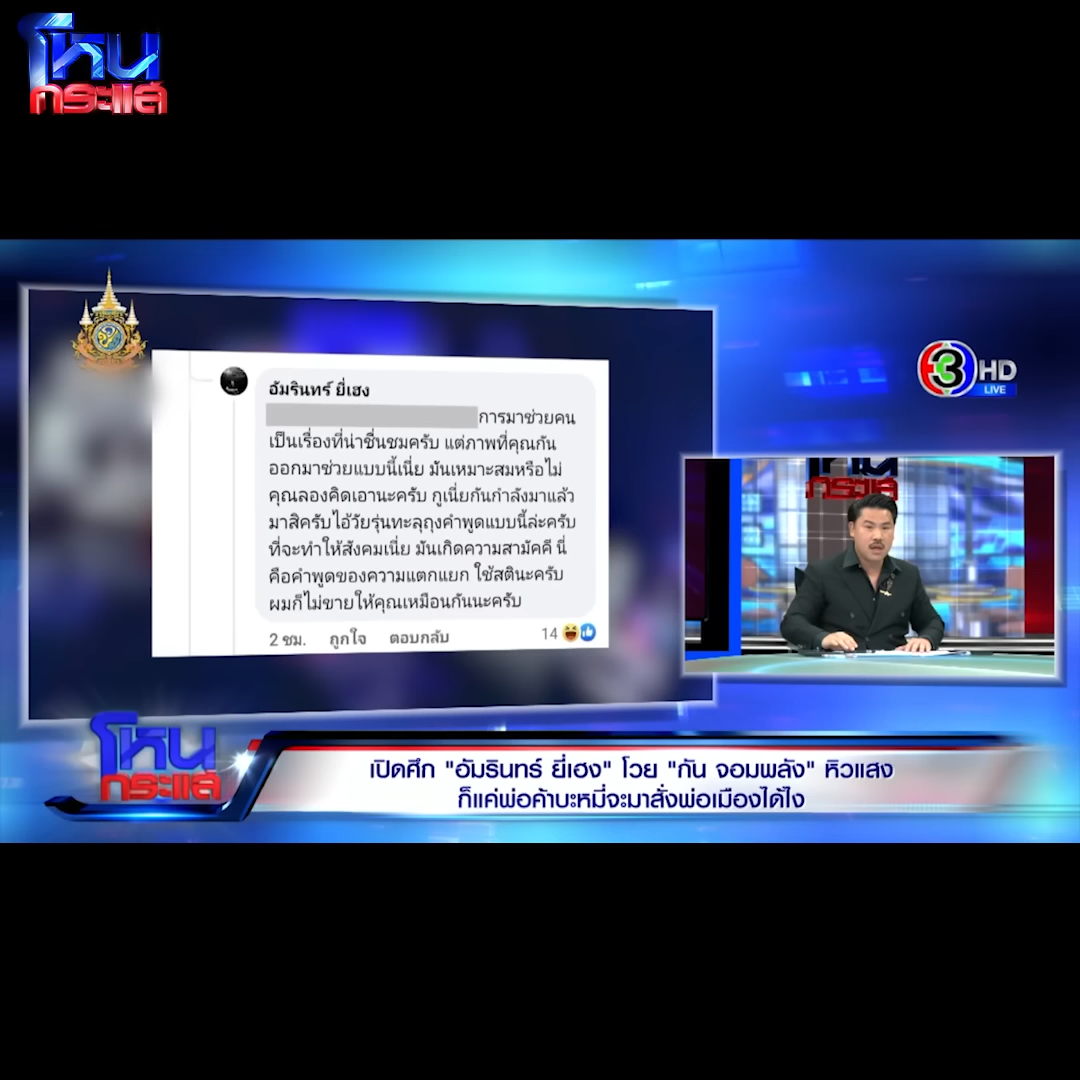 โหน
กระแส
อัมรินทร์ ยี่เฮง
การมาช่วยคน
เป็นเรื่องที่น่าชื่นชมครับ แต่ภาพที่คุณกัน
ออกมาช่วยแบบนี้เนี่ย มันเหมาะสมหรือไม่
คุณลองคิดเอานะครับ กูเนี่ยกันกำลังมาแล้ว
มาสิครับไอ้วัยรุ่นทะลุถุงคำพูดแบบนี้ล่ะครับ
ที่จะทำให้สังคมเนี่ย มันเกิดความสามัคคี นี่
คือคำพูดของความแตกแยก ใช้สตินะครับ
ผมก็ไม่ขายให้คุณเหมือนกันนะครับ
2 ชม. ถูกใจ ตอบกลับ 14
3 HD
LIVE
โหน
กระแส
โหน
กระแส
เปิดศึก "อัมรินทร์ ยี่เฮง" โวย "กัน จอมพลัง" หิวแสง
ก็แค่พ่อค้าบะหมี่จะมาสั่งพ่อเมืองได้ไง